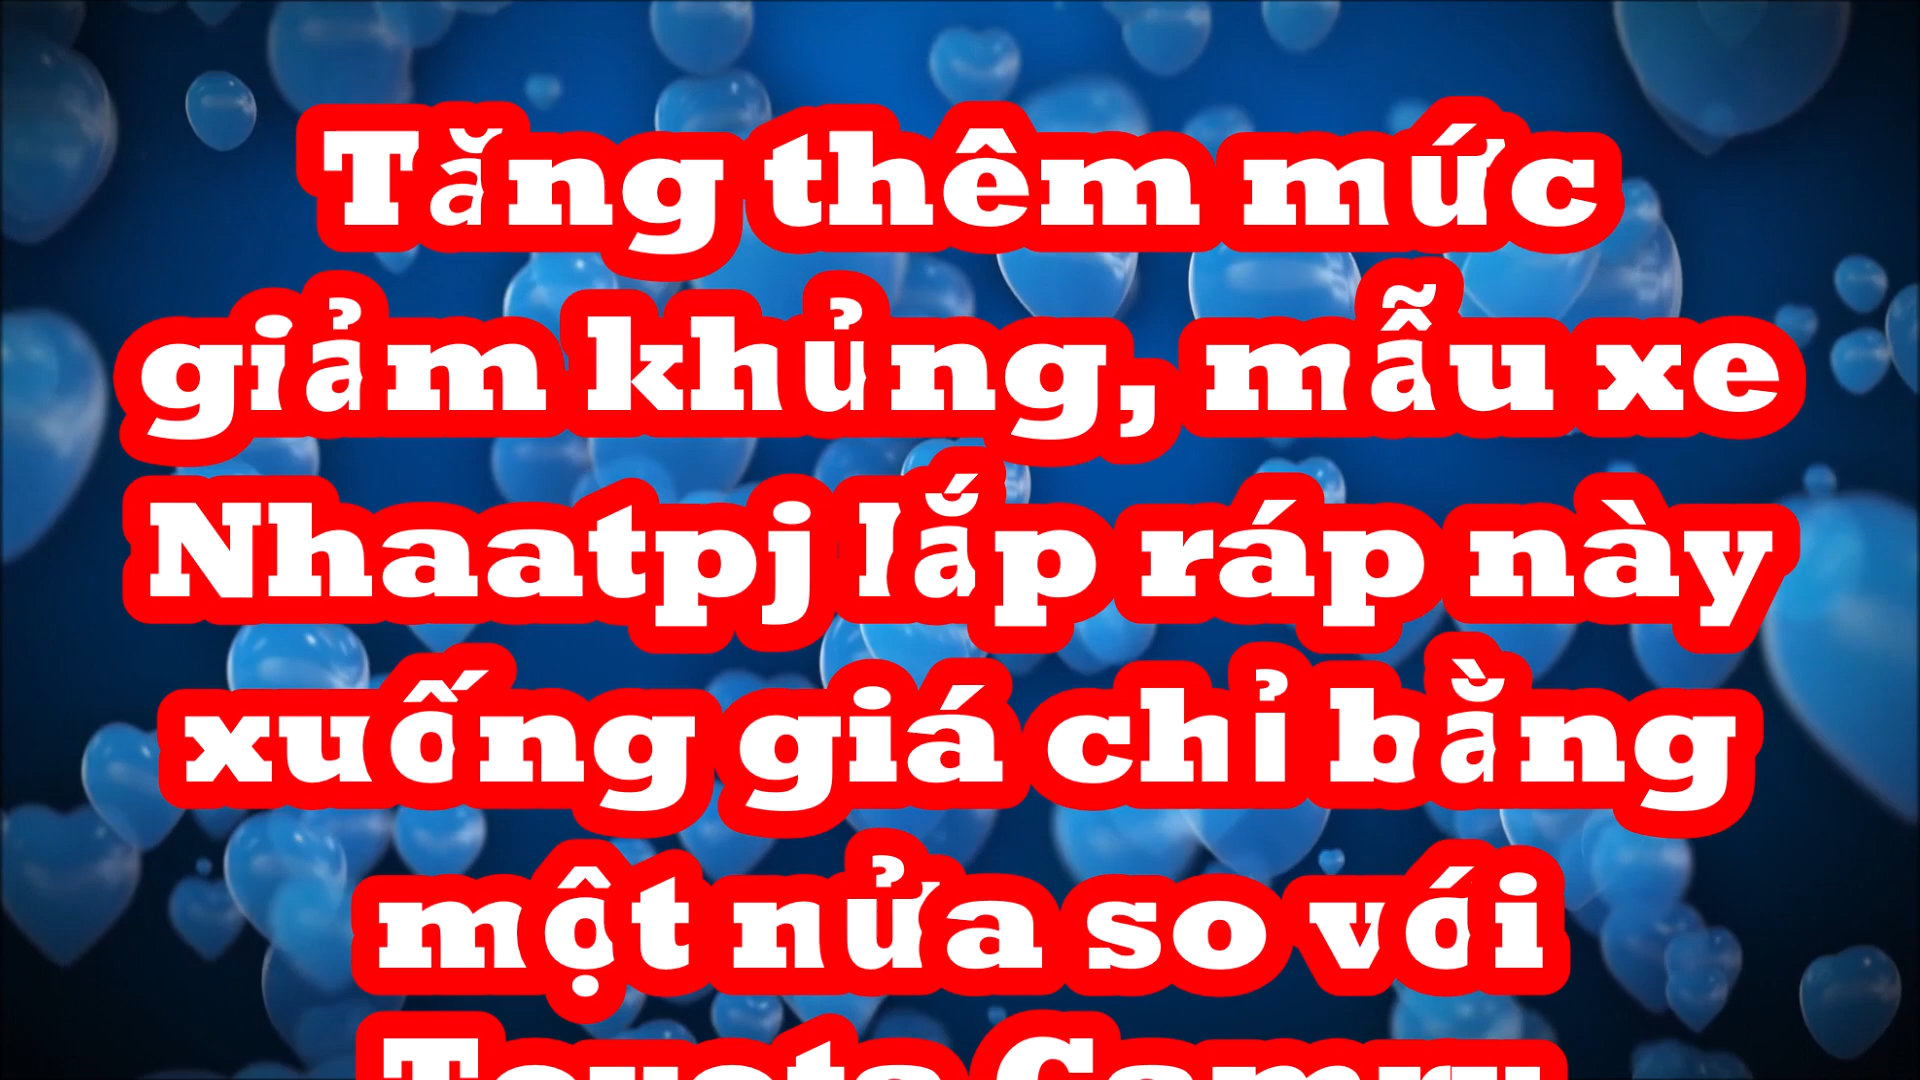 Tăng thêm mức
giảm khủng, mẫu xe
Nhaatpj lắp ráp này
xuống giá chỉ bằng
một nửa so với
Toyota Camry